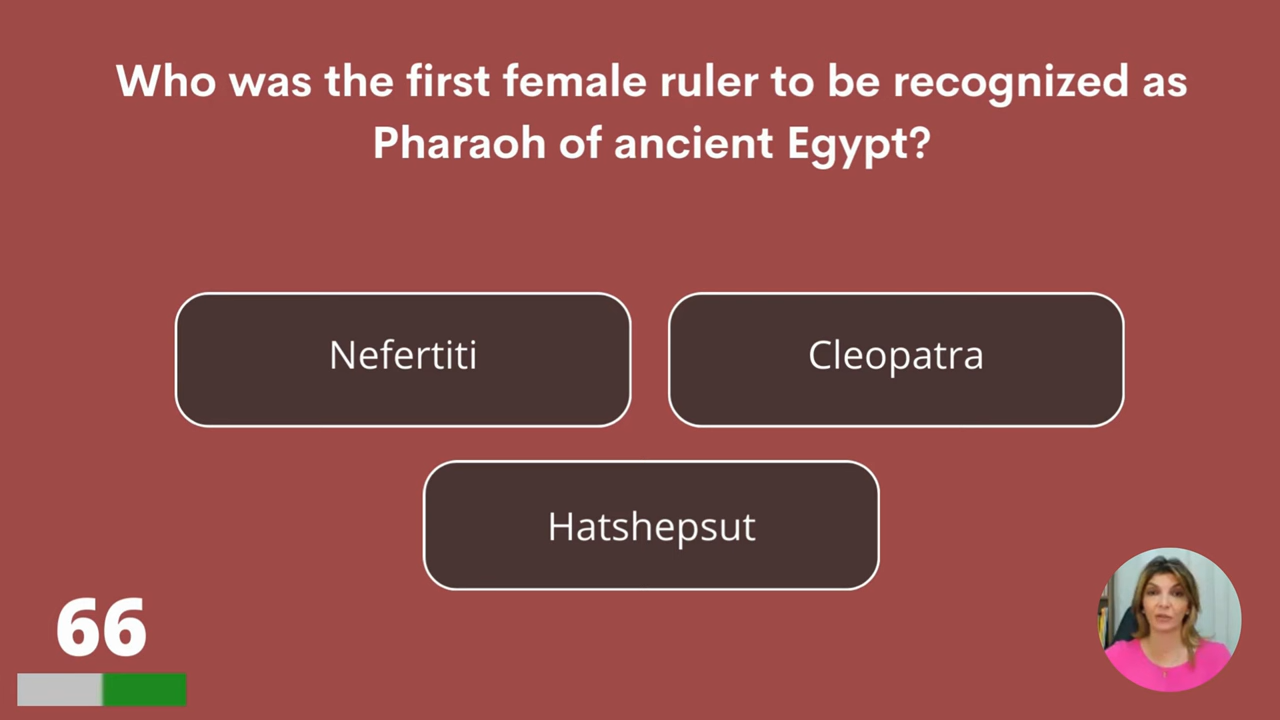 Who was the first female ruler to be recognized as
Pharaoh of ancient Egypt?
Nefertiti
Cleopatra
Hatshepsut
66